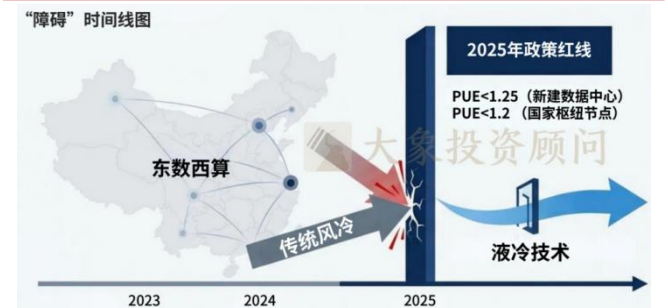 “障碍”时间线图
2025年政策红线
PUE<1.25（新建数据中心）
PUE<1.2 （国家枢纽节点）
大象投资顾问
东数西算
传统风冷
液冷技术
2023
2024
2025